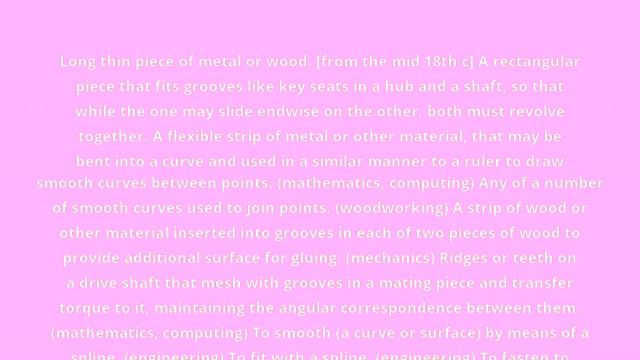 Long thin piece of metal or wood. [from the mid 18th c] A rectangular
piece that fits grooves like key seats in a hub and a shaft, so that
while the one may slide endwise on the other, both must revolve
together. A flexible strip of metal or other material, that may be
bent into a curve and used in a similar manner to a ruler to draw
smooth curves between points. (mathematics, computing) Any of a number
of smooth curves used to join points. (woodworking) A strip of wood or
other material inserted into grooves in each of two pieces of wood to
provide additional surface for gluing. (mechanics) Ridges or teeth on
a drive shaft that mesh with grooves in a mating piece and transfer
torque to it, maintaining the angular correspondence between them.
(mathematics, computing) To smooth (a curve or surface) by means of a
spline. (engineering) To fit with a spline. (engineering) To fasten to